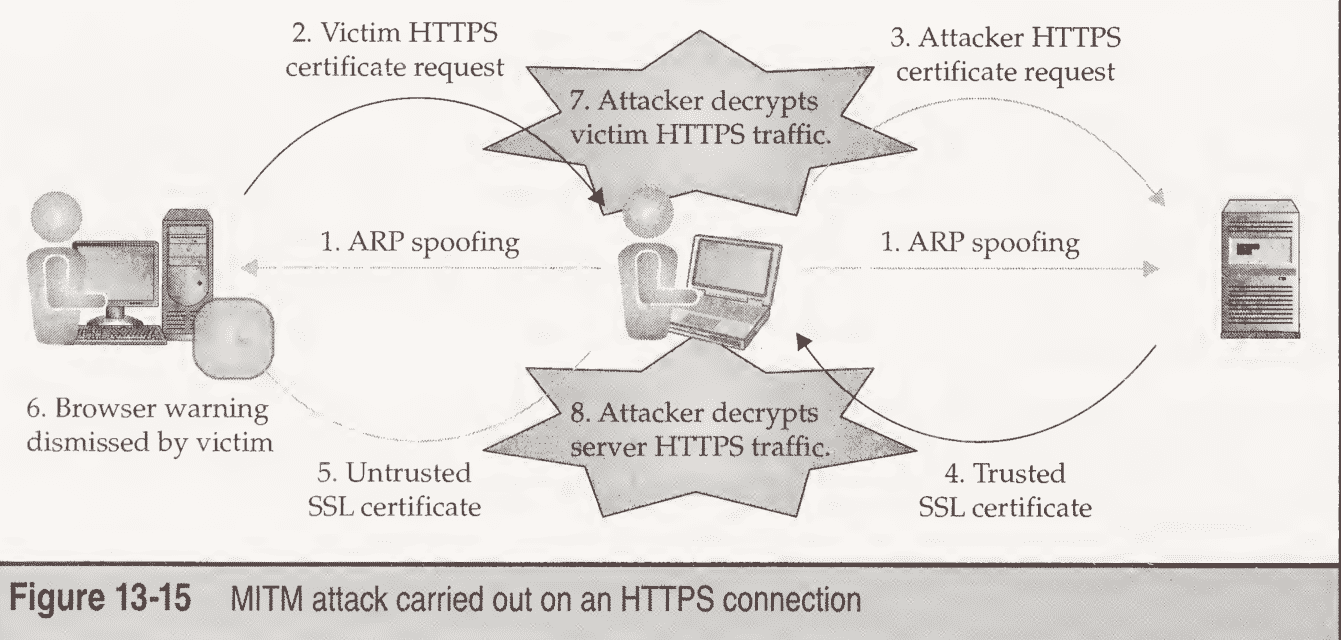 2. Victim HTTPS
certificate request
3. Attacker HTTPS
certificate request
7. Attacker decrypts
victim HTTPS traffic.
1. ARP spoofing
1. ARP spoofing
6. Browser warning
dismissed by victim
5. Untrusted
SSL certificate
8. Attacker decrypts
server HTTPS traffic.
4. Trusted
SSL certificate
Figure 13-15 MITM attack carried out on an HTTPS connection